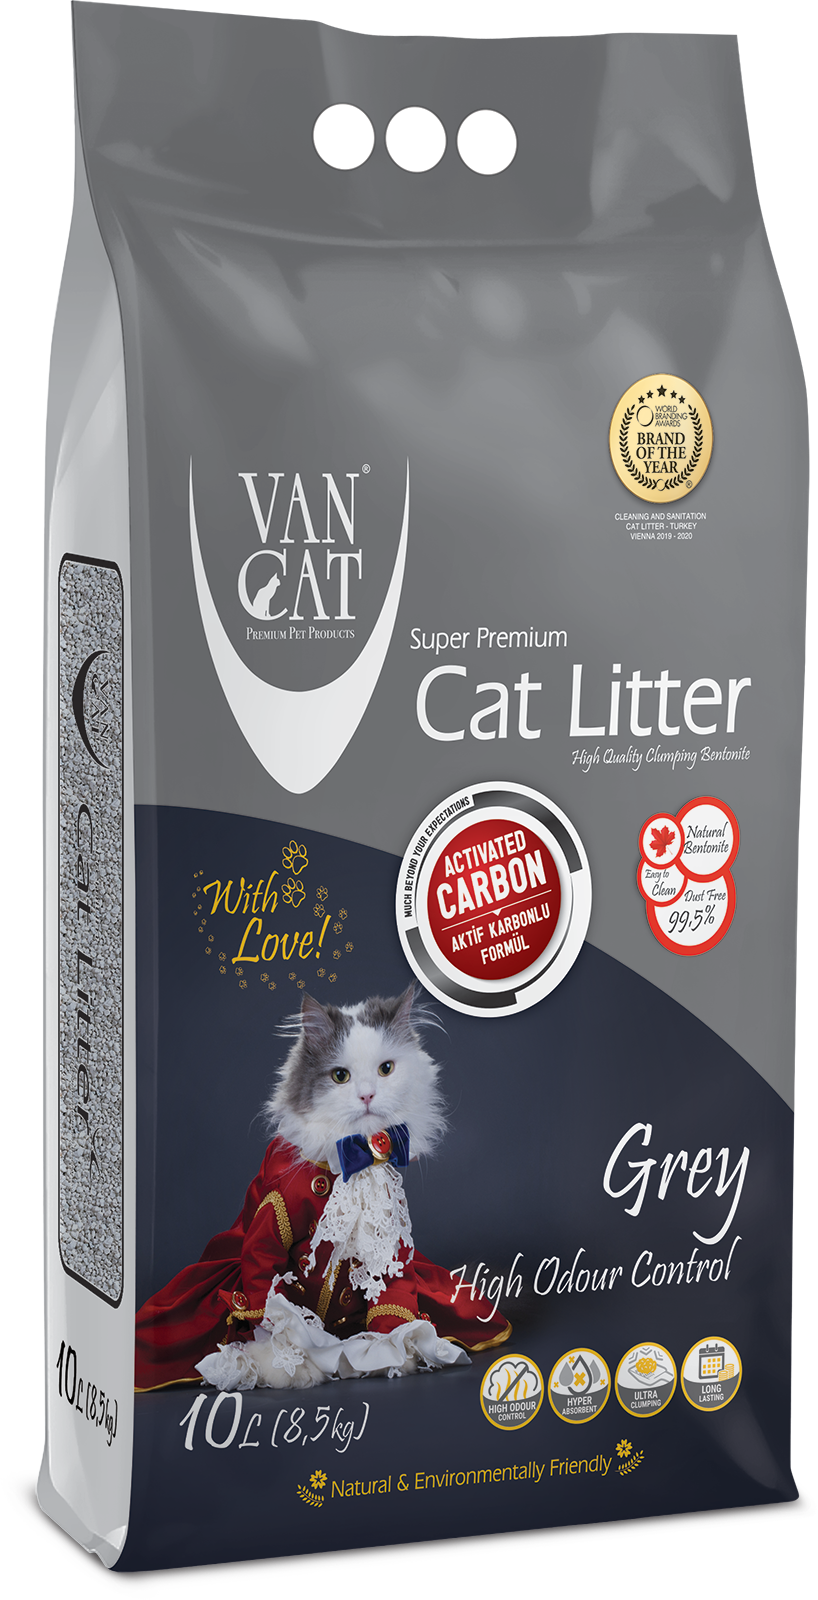 WORLD
BRANDING
AWARDS
BRAND
OF THE
YEAR
®
CLEANING AND SANITATION
CAT LITTER - TURKEY
VIENNA 2019 - 2020
VAN®
CAT
PREMIUM PET PRODUCTS
Super Premium
Cat Litter
High Quality Clumping Bentonite
MUCH BEYOND YOUR EXPECTATIONS
ACTIVATED
CARBON
AKTİF KARBONLU
FORMÜL
Natural
Bentonite
Easy to
Clean
Dust Free
99,5%
With
Love!
Grey
High Odour Control
HIGH ODOUR
CONTROL
HYPER
ABSORBENT
ULTRA
CLUMPING
LONG
LASTING
10L (8,5kg)
Natural & Environmentally Friendly
VAN
CAT
Cat Litter
10L (8,5kg)